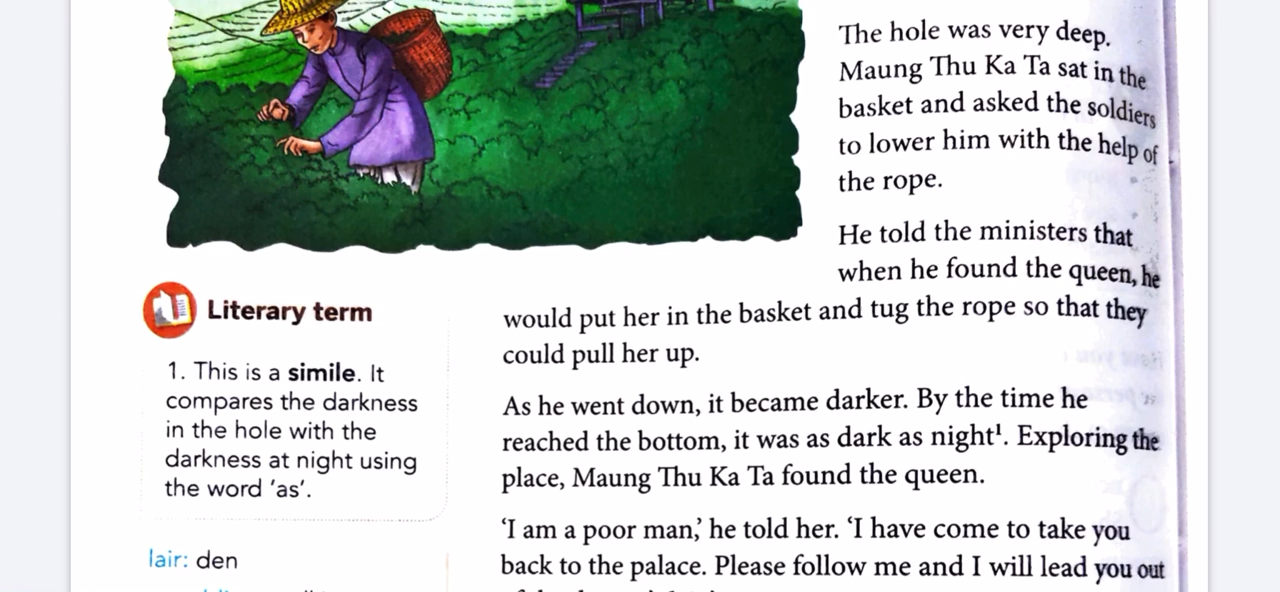 The hole was very deep.
Maung Thu Ka Ta sat in the
basket and asked the soldiers
to lower him with the help of
the rope.
He told the ministers that
when he found the queen, he
would put her in the basket and tug the rope so that they
could pull her up.
As he went down, it became darker. By the time he
reached the bottom, it was as dark as night¹. Exploring the
place, Maung Thu Ka Ta found the queen.
‘I am a poor man,’ he told her. ‘I have come to take you
back to the palace. Please follow me and I will lead you out
Literary term
1. This is a simile. It
compares the darkness
in the hole with the
darkness at night using
the word ‘as’.
lair: den